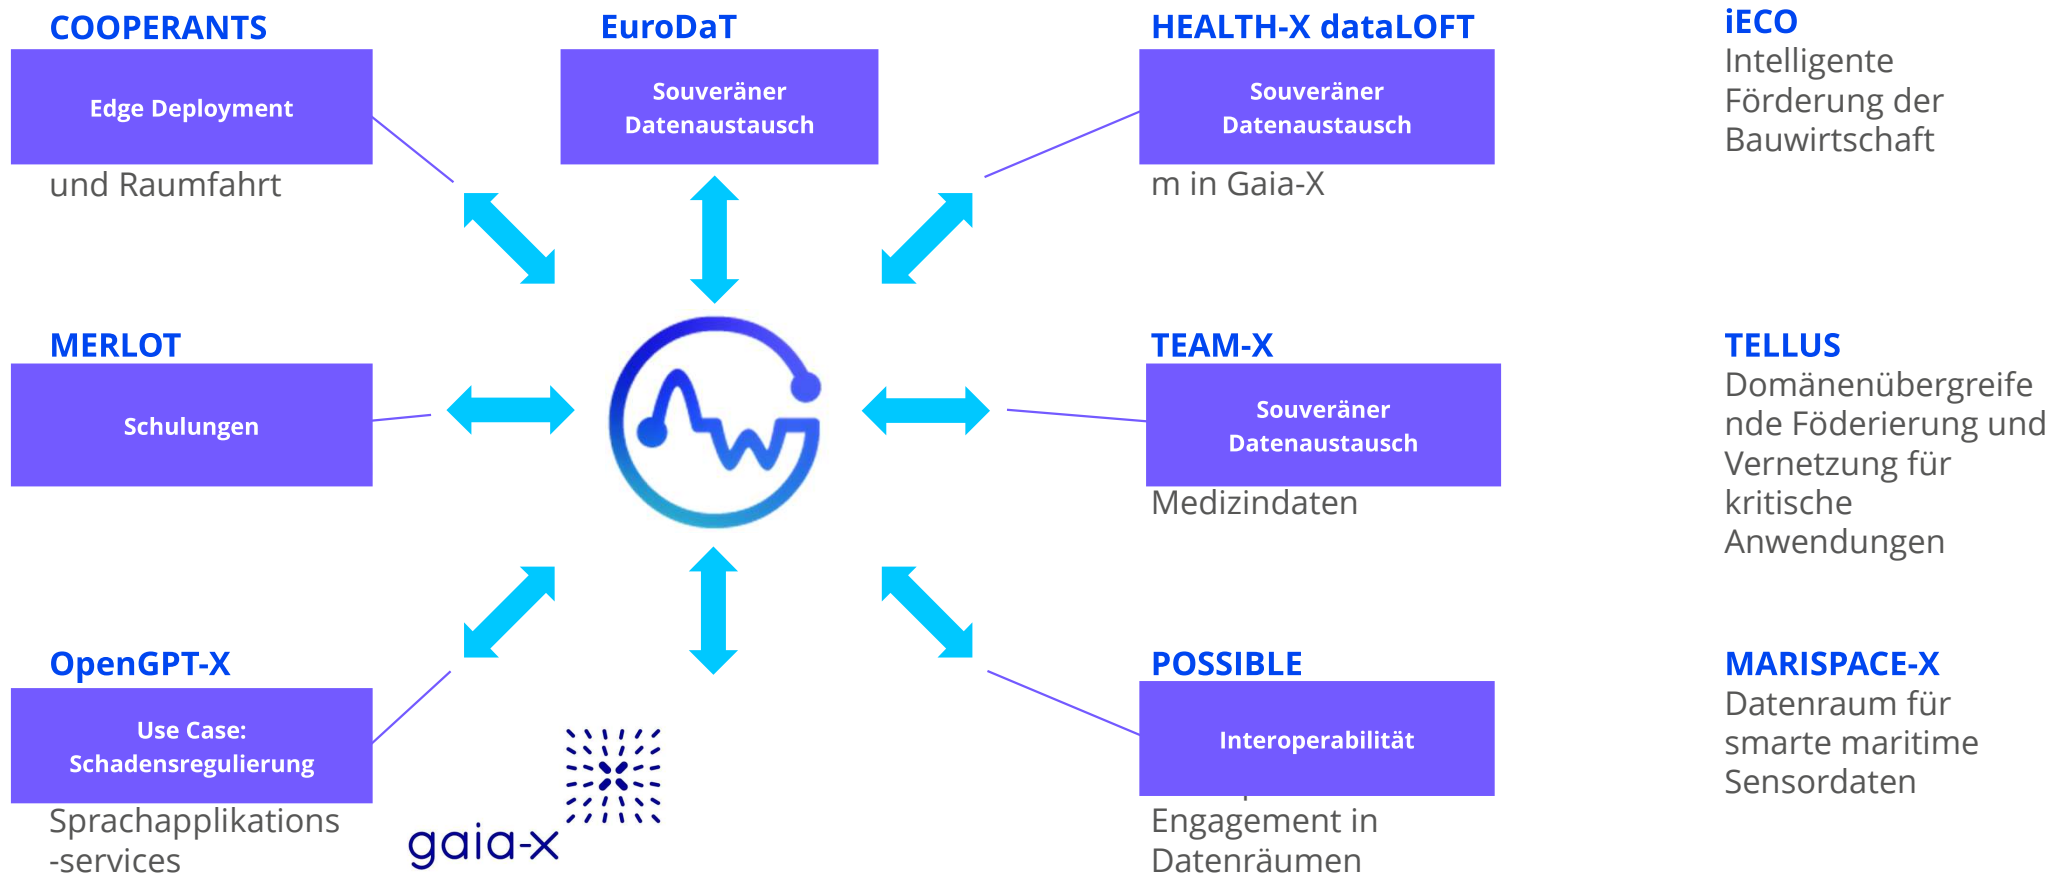 COOPERANTS
Edge Deployment
und Raumfahrt
EuroDaT
Souveräner
Datenaustausch
HEALTH-X dataLOFT
Souveräner
Datenaustausch
m in Gaia-X
iECO
Intelligente
Förderung der
Bauwirtschaft
MERLOT
Schulungen
TEAM-X
Souveräner
Datenaustausch
Medizindaten
TELLUS
Domänenübergreife
nde Föderierung und
Vernetzung für
kritische
Anwendungen
OpenGPT-X
Use Case:
Schadensregulierung
Sprachapplikations
-services
gaia-x
POSSIBLE
Interoperabilität
Engagement in
Datenräumen
MARISPACE-X
Datenraum für
smarte maritime
Sensordaten